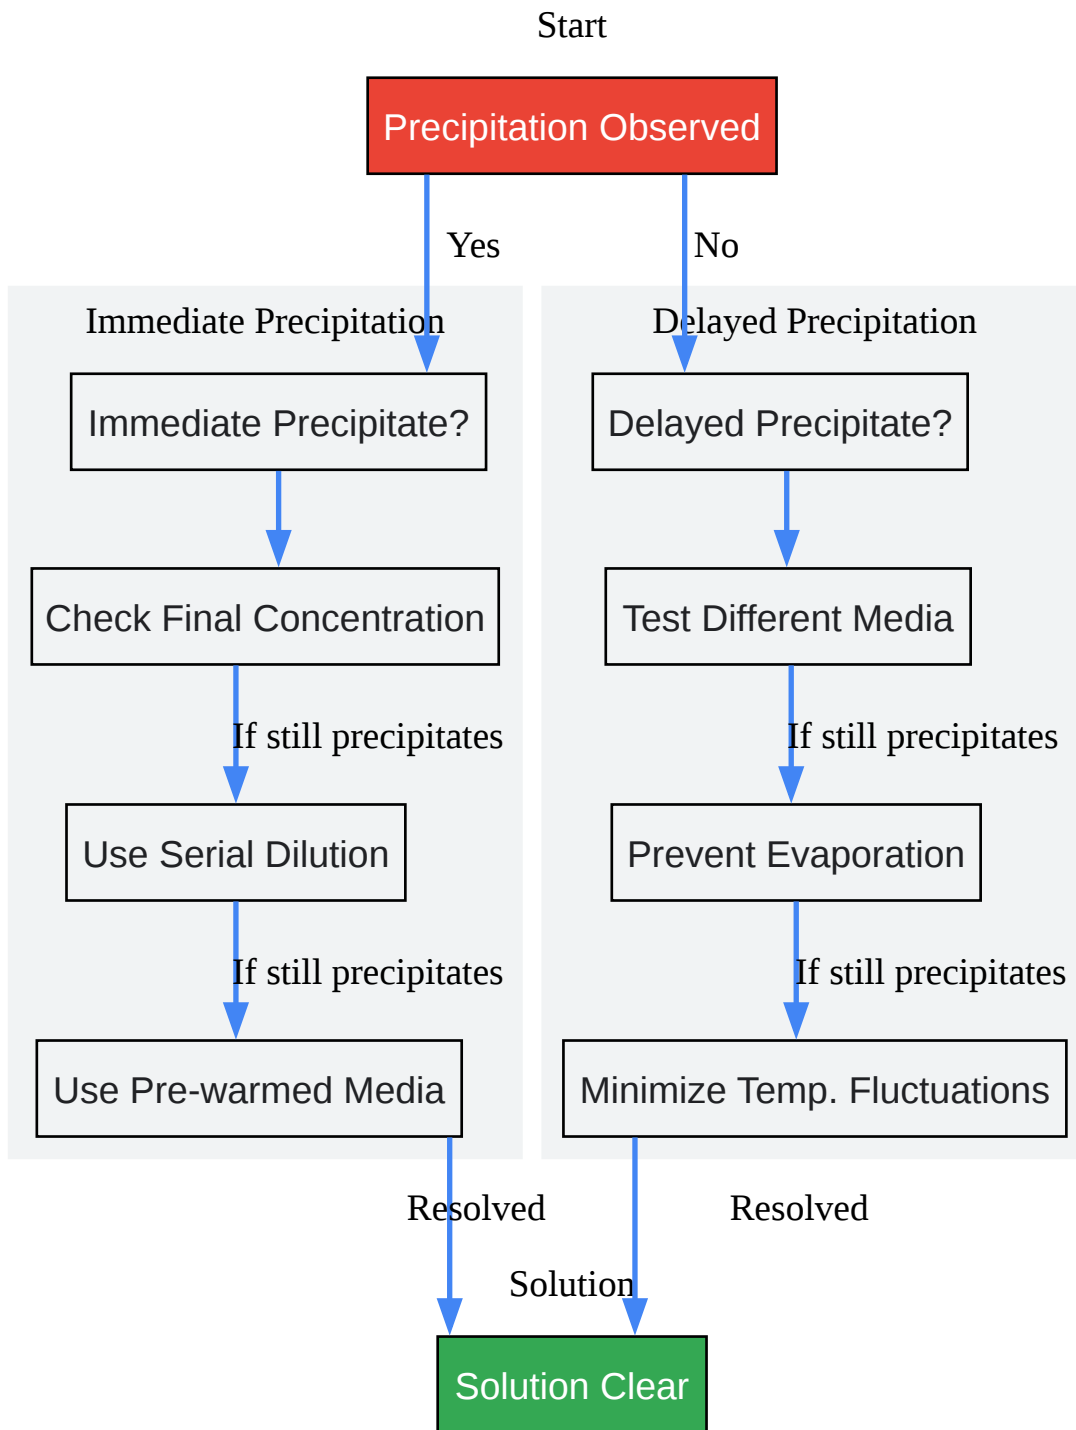 Start
Precipitation Observed
Yes
No
Immediate Precipitation
Delayed Precipitation
Immediate Precipitate?
Delayed Precipitate?
Check Final Concentration
Test Different Media
If still precipitates
If still precipitates
Use Serial Dilution
Prevent Evaporation
If still precipitates
If still precipitates
Use Pre-warmed Media
Minimize Temp. Fluctuations
Resolved
Resolved
Solution
Solution Clear